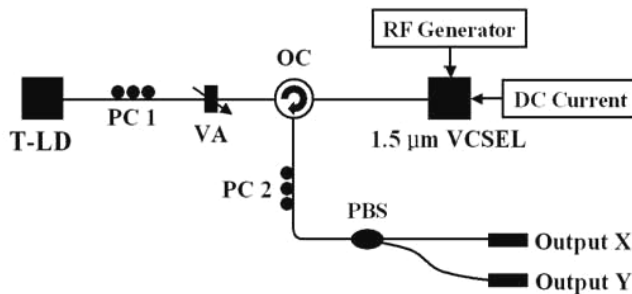 RF Generator
OC
DC Current
PC 1
T-LD
VA
1.5 μm VCSEL
PC 2
PBS
Output X
Output Y